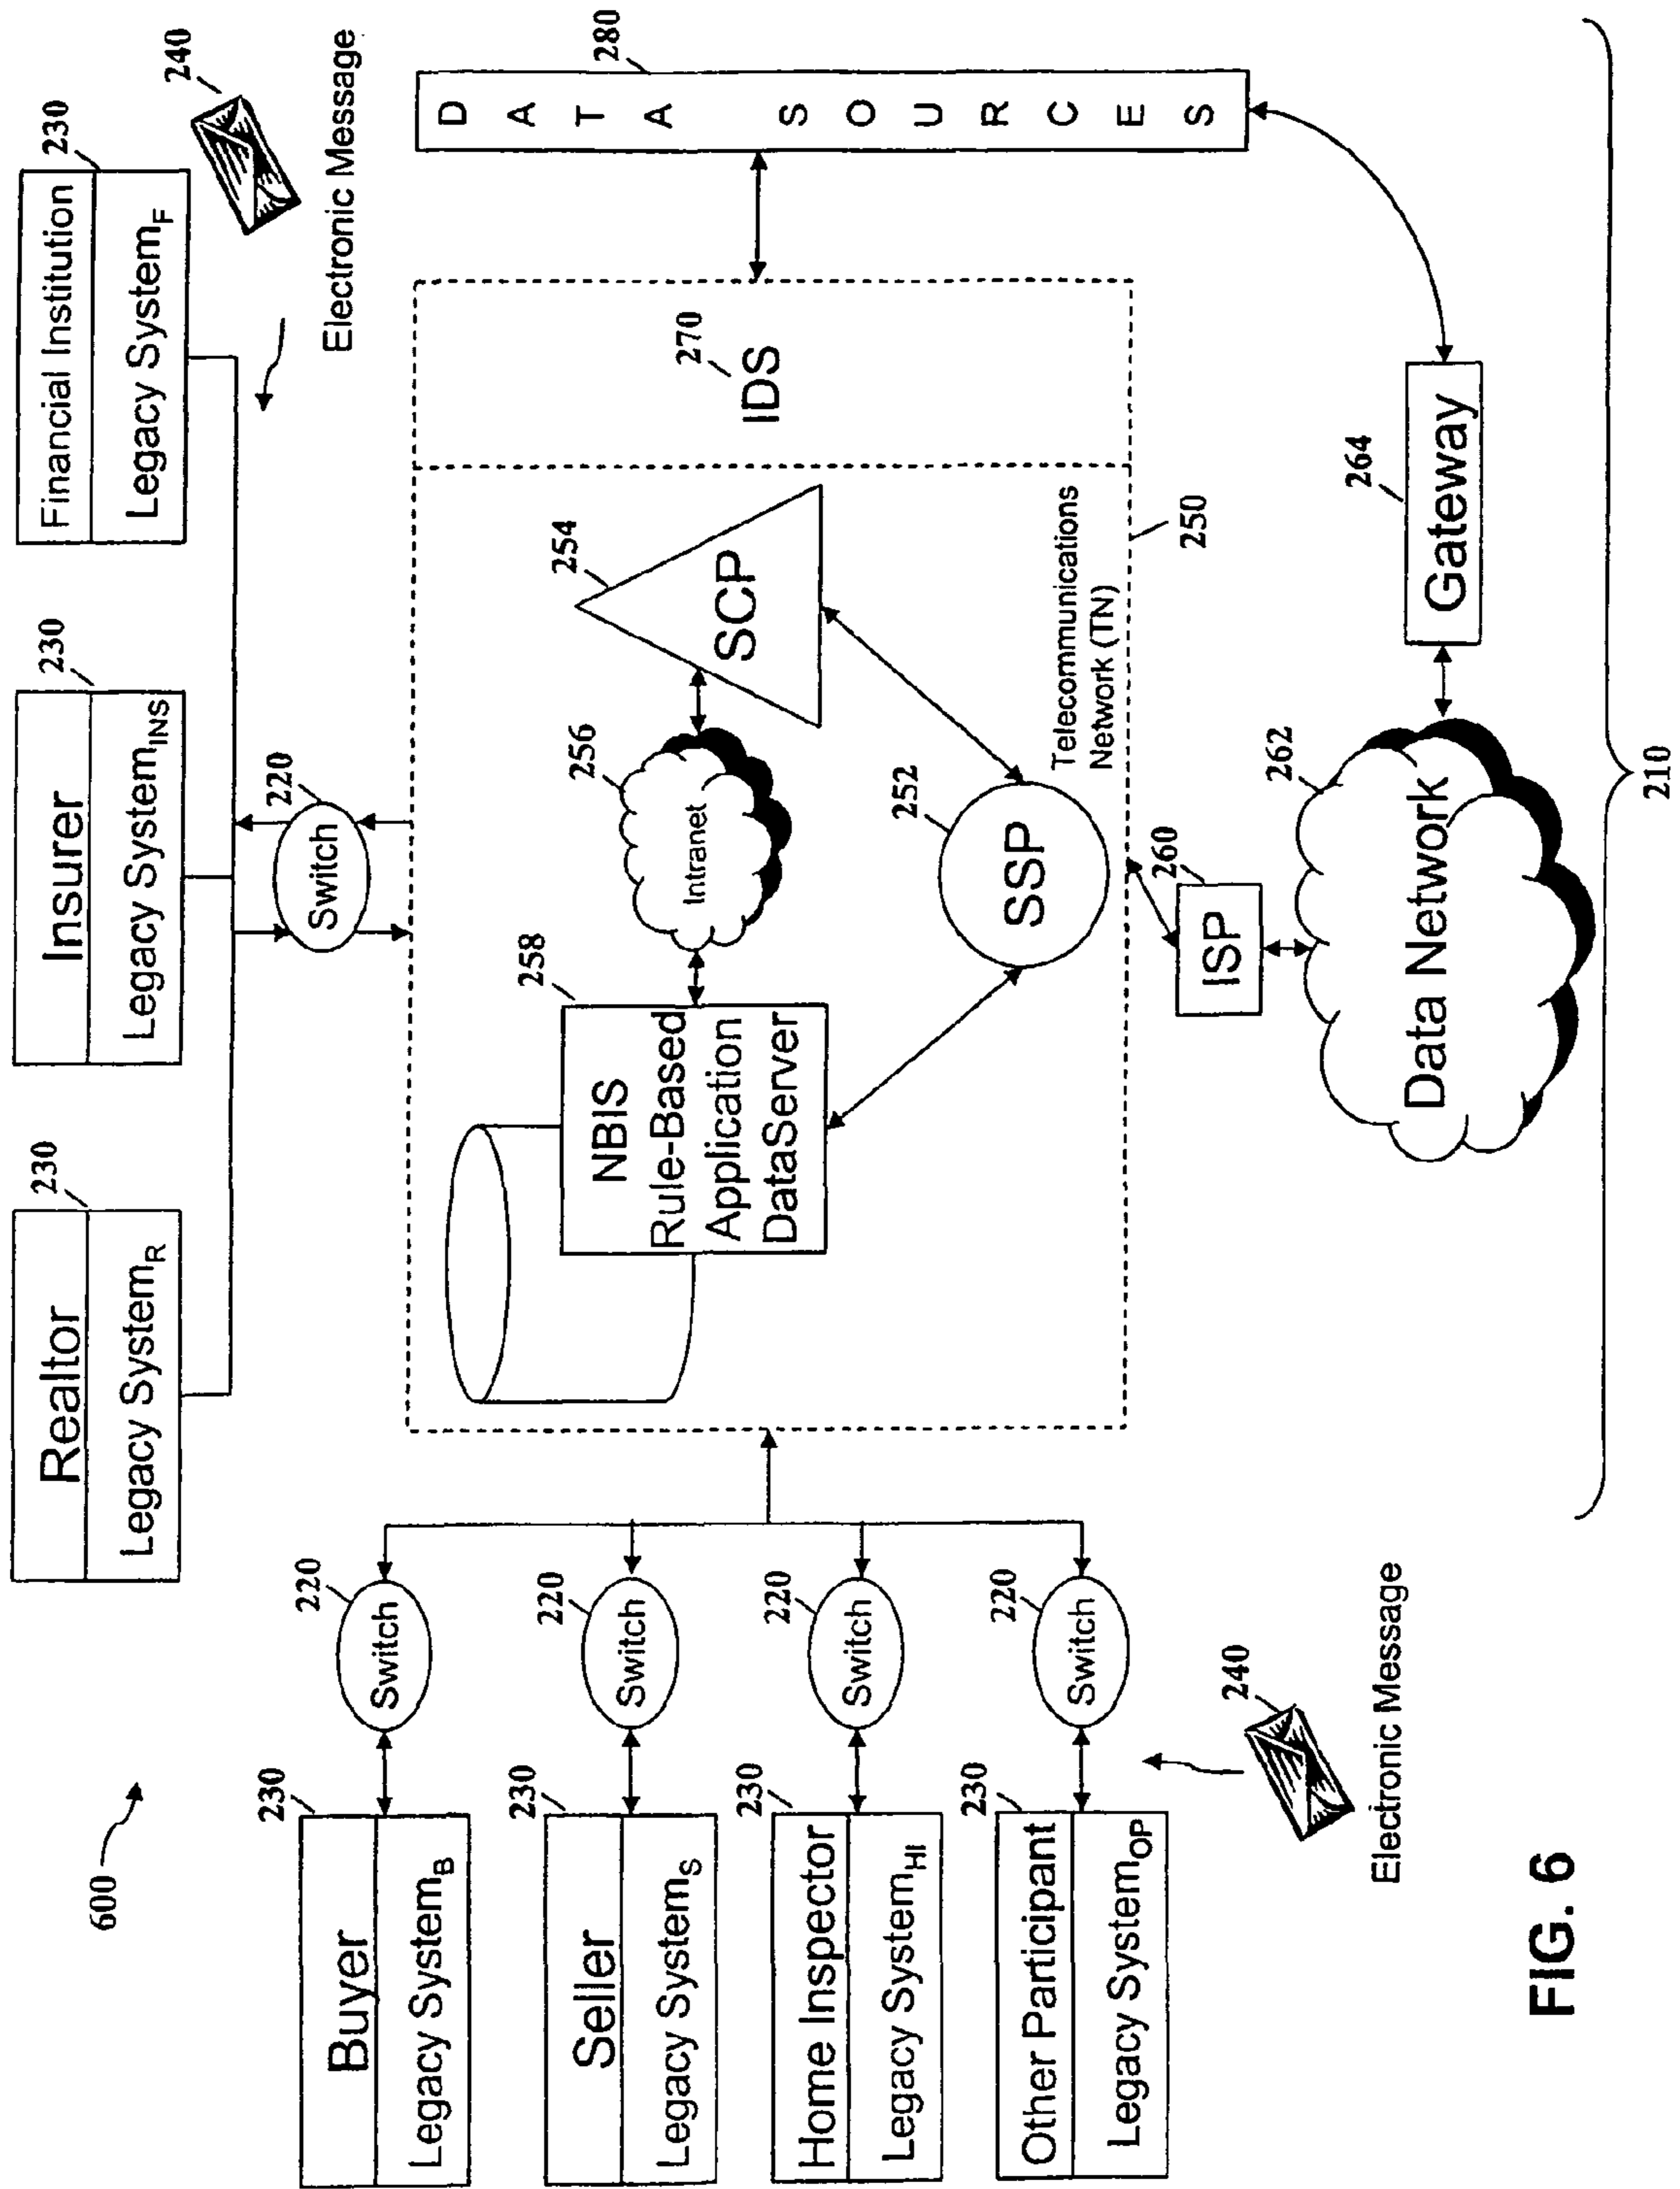 600
Realtor
Legacy SystemR
230
Insurer
Legacy SystemINS
230
Financial Institution
Legacy SystemF
230
240
Electronic Message
Switch
220
Buyer
Legacy SystemB
230
Switch
220
Seller
Legacy SystemS
230
Switch
220
Home Inspector
Legacy SystemHI
230
Switch
220
Other Participant
Legacy SystemOP
230
Switch
220
240
Electronic Message
NBIS
Rule-Based
Application
DataServer
258
Intranet
256
SCP
254
SSP
252
Telecommunications
Network (TN)
250
IDS
270
DATA SOURCES
280
ISP
260
Data Network
262
Gateway
264
210
FIG. 6